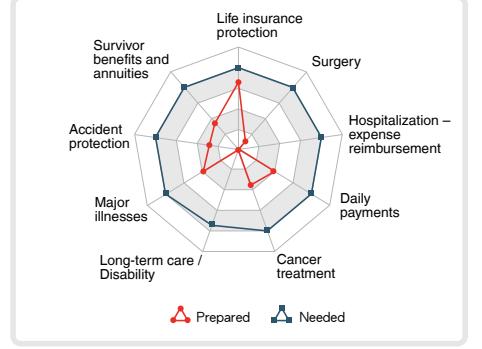 Life insurance
protection
Surgery
Hospitalization –
expense
reimbursement
Daily
payments
Cancer
treatment
Long-term care /
Disability
Major
illnesses
Accident
protection
Survivor
benefits and
annuities
Prepared
Needed